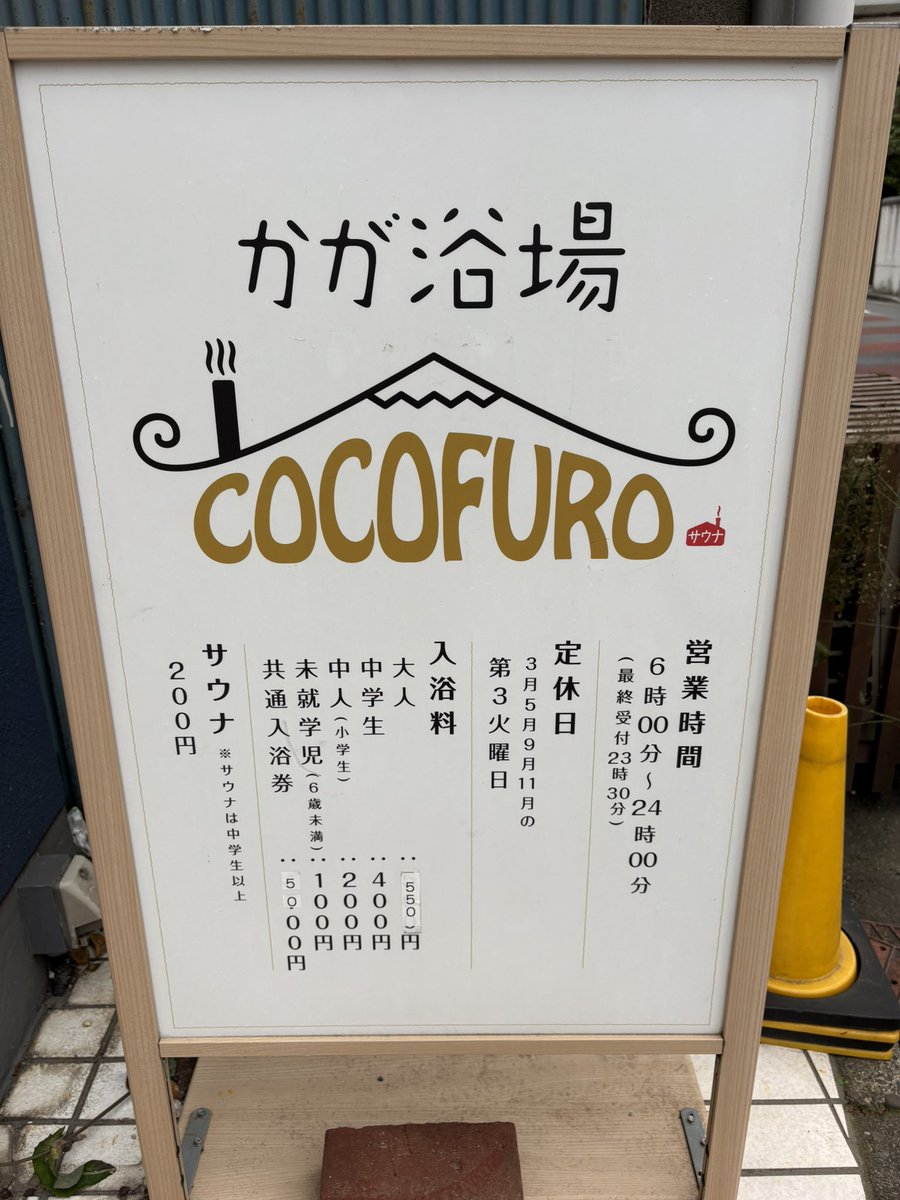 かが浴場
COCOFURO
サウナ
営業時間
6時00分〜24時00分
(最終受付23時30分)
定休日
3月5月9月11月の
第3火曜日
入浴料
大人‥550円
中学生‥400円
中人(小学生)‥200円
未就学児(6歳未満)‥100円
共通入浴券‥5000円
サウナ ※サウナは中学生以上
200円